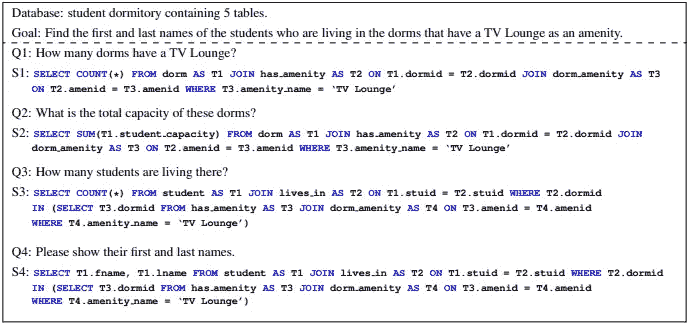 Database: student dormitory containing 5 tables.
Goal: Find the first and last names of the students who are living in the dorms that have a TV Lounge as an amenity.
Q1: How many dorms have a TV Lounge?
S1: SELECT COUNT(*) FROM dorm AS T1 JOIN has_amenity AS T2 ON T1.dormid = T2.dormid JOIN dorm_amenity AS T3
ON T2.amenid = T3.amenid WHERE T3.amenity_name = ‘TV Lounge’
Q2: What is the total capacity of these dorms?
S2: SELECT SUM(T1.student_capacity) FROM dorm AS T1 JOIN has_amenity AS T2 ON T1.dormid = T2.dormid JOIN
dorm_amenity AS T3 ON T2.amenid = T3.amenid WHERE T3.amenity_name = ‘TV Lounge’
Q3: How many students are living there?
S3: SELECT COUNT(*) FROM student AS T1 JOIN lives_in AS T2 ON T1.stuid = T2.stuid WHERE T2.dormid
IN (SELECT T3.dormid FROM has_amenity AS T3 JOIN dorm_amenity AS T4 ON T3.amenid = T4.amenid
WHERE T4.amenity_name = ‘TV Lounge’)
Q4: Please show their first and last names.
S4: SELECT T1.fname, T1.lname FROM student AS T1 JOIN lives_in AS T2 ON T1.stuid = T2.stuid WHERE T2.dormid
IN (SELECT T3.dormid FROM has_amenity AS T3 JOIN dorm_amenity AS T4 ON T3.amenid = T4.amenid
WHERE T4.amenity_name = ‘TV Lounge’)